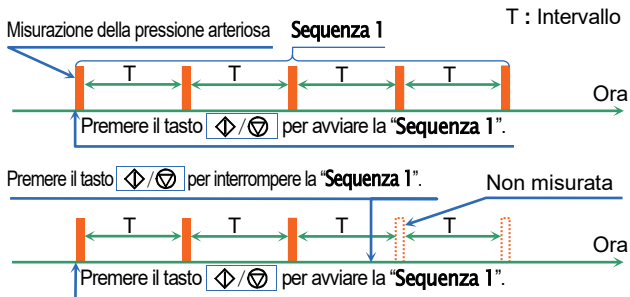 T : Intervallo
Misurazione della pressione arteriosa Sequenza 1
T T T T
Ora
Premere il tasto / per avviare la “Sequenza 1”.
Premere il tasto / per interrompere la “Sequenza 1”.
Non misurata
T T T T
Ora
Premere il tasto / per avviare la “Sequenza 1”.